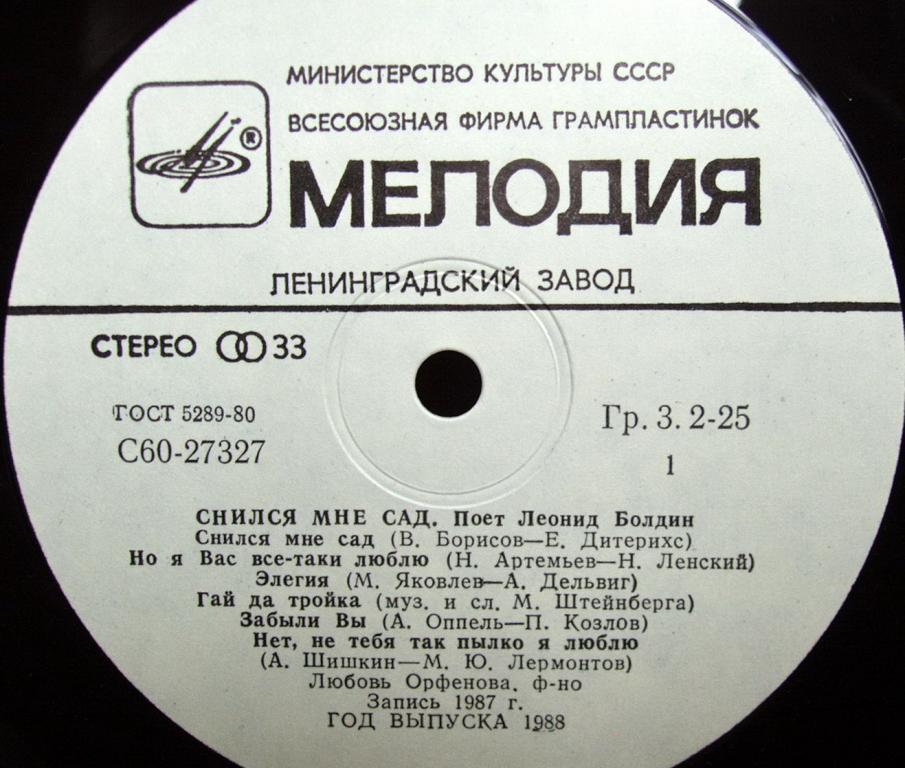 МИНИСТЕРСТВО КУЛЬТУРЫ СССР
ВСЕСОЮЗНАЯ ФИРМА ГРАМПЛАСТИНОК
®
МЕЛОДИЯ
ЛЕНИНГРАДСКИЙ ЗАВОД
СТЕРЕО 33
ГОСТ 5289-80
Гр. 3. 2-25
С60-27327
1
СНИЛСЯ МНЕ САД. Поет Леонид Болдин
Снился мне сад (В. Борисов—Е. Дитерихс)
Но я Вас все-таки люблю (Н. Артемьев—Н. Ленский)
Элегия (М. Яковлев—А. Дельвиг)
Гай да тройка (муз. и сл. М. Штейнберга)
Забыли Вы (А. Оппель—П. Козлов)
Нет, не тебя так пылко я люблю
(А. Шишкин—М. Ю. Лермонтов)
Любовь Орфенова, ф-но
Запись 1987 г.
ГОД ВЫПУСКА 1988